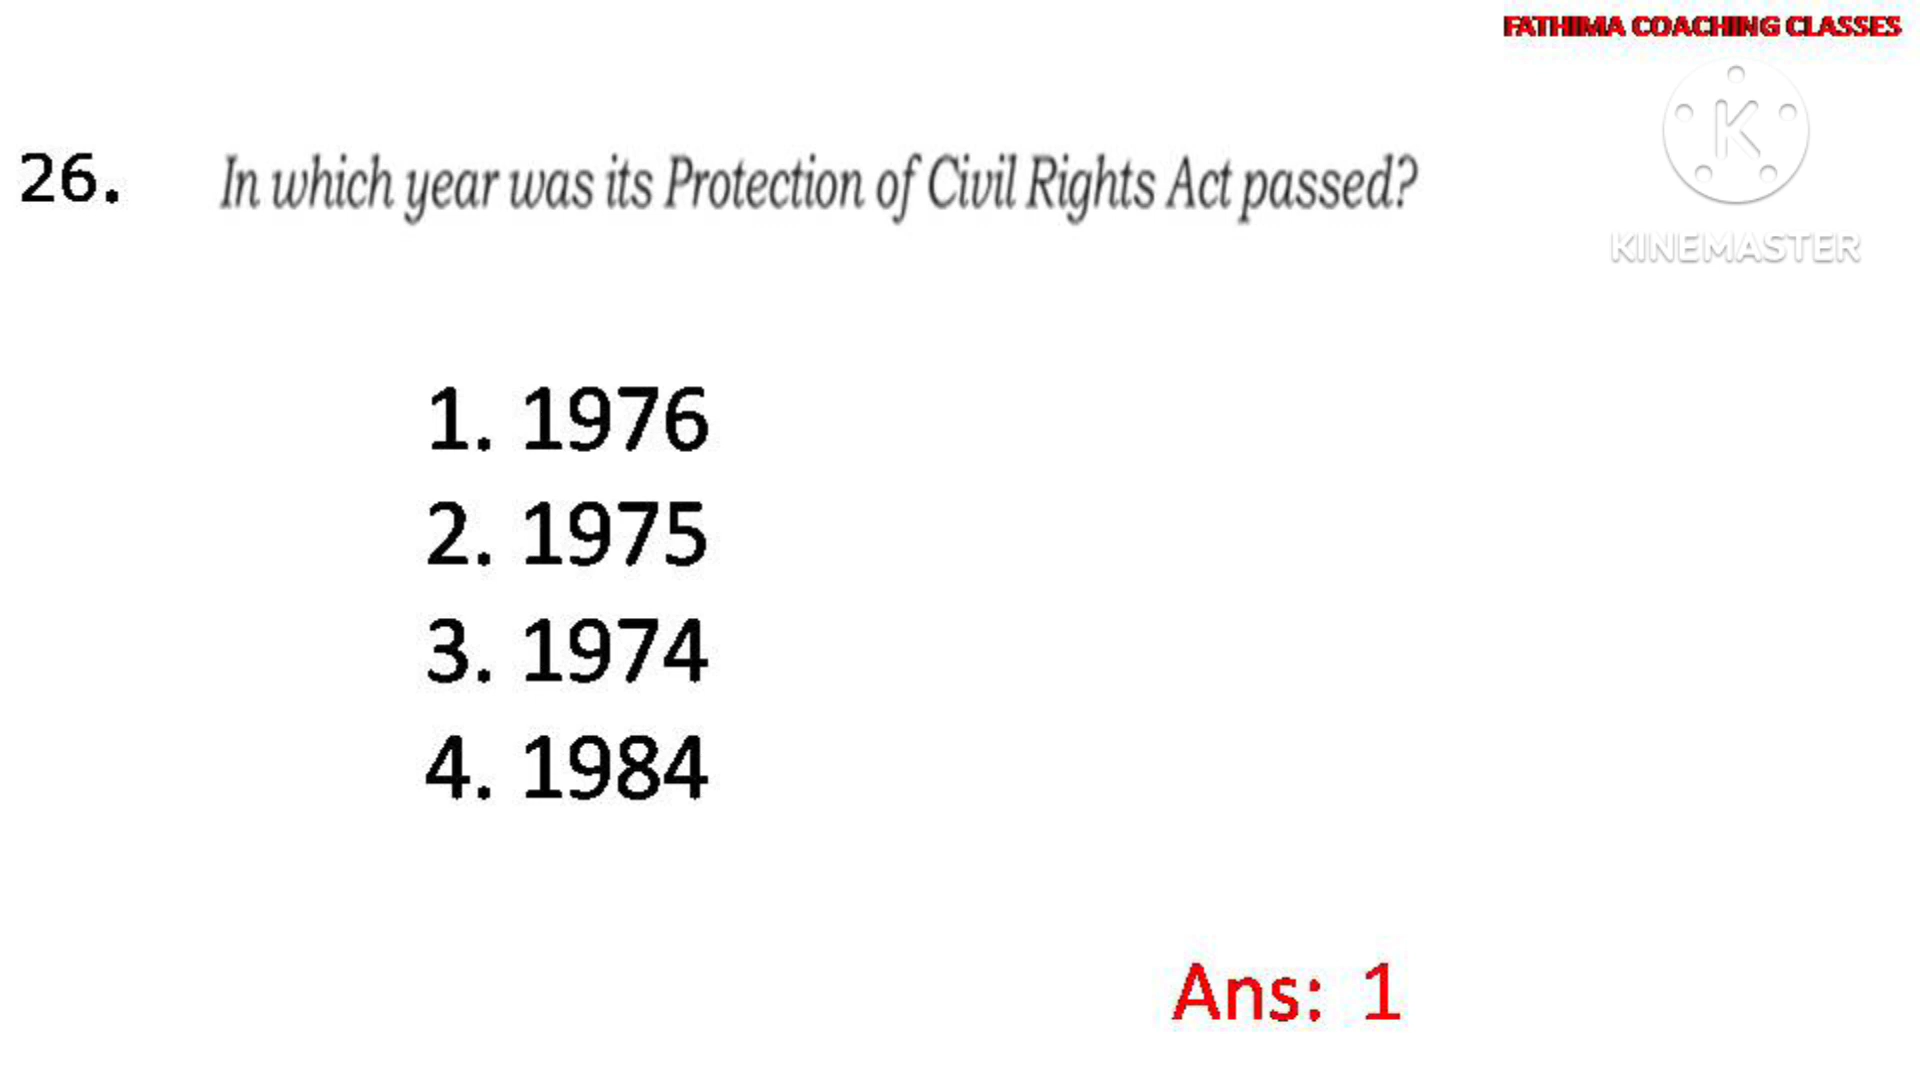 FATHIMA COACHING CLASSES
K
KINEMASTER
26. In which year was its Protection of Civil Rights Act passed?
1. 1976
2. 1975
3. 1974
4. 1984
Ans: 1